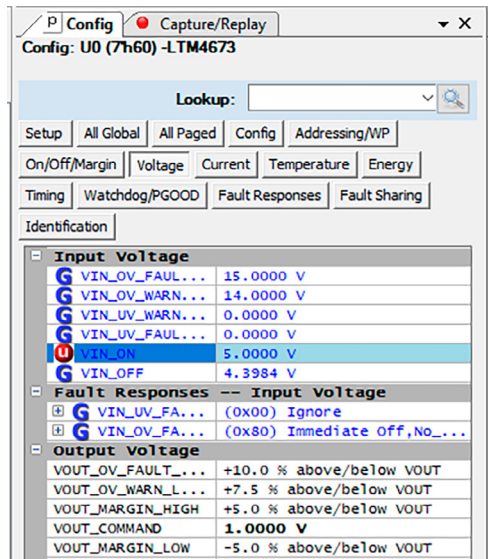 P Config Capture/Replay
Config: U0 (7'h60) -LTM4673
Lookup:
Setup All Global All Paged Config Addressing/WP
On/Off/Margin Voltage Current Temperature Energy
Timing Watchdog/PGOOD Fault Responses Fault Sharing
Identification
Input Voltage
G VIN_OV_FAUL... 15.0000 V
G VIN_OV_WARN... 14.0000 V
G VIN_UV_WARN... 0.0000 V
G VIN_UV_FAUL... 0.0000 V
U VIN_ON 5.0000 V
G VIN_OFF 4.3984 V
Fault Responses -- Input Voltage
G VIN_UV_FA... (0x00) Ignore
G VIN_OV_FA... (0x80) Immediate Off,No_...
Output Voltage
VOUT_OV_FAULT_... +10.0 % above/below VOUT
VOUT_OV_WARN_L... +7.5 % above/below VOUT
VOUT_MARGIN_HIGH +5.0 % above/below VOUT
VOUT_COMMAND 1.0000 V
VOUT_MARGIN_LOW -5.0 % above/below VOUT